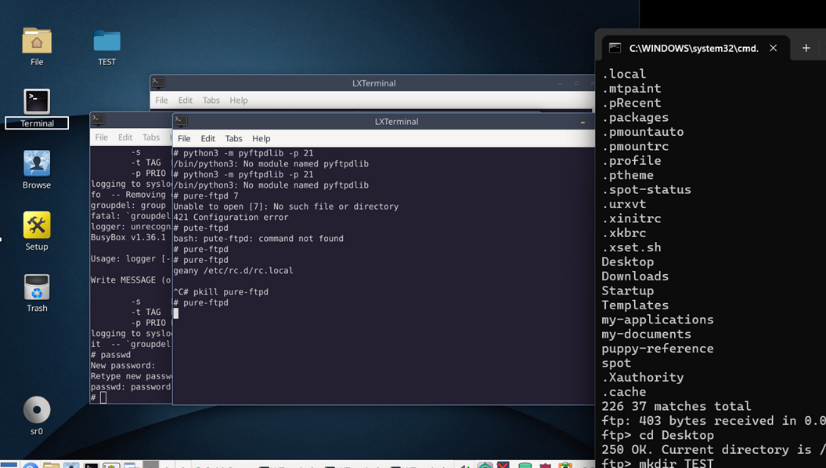 File
TEST
Terminal
Browse
Setup
Trash
sr0
LXTerminal
File Edit Tabs Help
File Edit Tabs
-s
-t TAG
-p PRIO
logging to syslo
fo -- Removing
groupdel: group
fatal: `groupdel
logger: unrecogn
BusyBox v1.36.1
Usage: logger [-
Write MESSAGE (o
-s
-t TAG
-p PRIO
logging to syslo
it -- `groupdel
# passwd
New password:
Retype new passw
passwd: password
#
LXTerminal
File Edit Tabs Help
# python3 -m pyftpdlib -p 21
/bin/python3: No module named pyftpdlib
# python3 -m pyftpdlib -p 21
/bin/python3: No module named pyftpdlib
# pure-ftpd 7
Unable to open [7]: No such file or directory
421 Configuration error
# pute-ftpd
bash: pute-ftpd: command not found
# pure-ftpd
# pure-ftpd
geany /etc/rc.d/rc.local
^C# pkill pure-ftpd
# pure-ftpd
C:\WINDOWS\system32\cmd.
.local
.mtpaint
.pRecent
.packages
.pmountauto
.pmountrc
.profile
.ptheme
.spot-status
.urxvt
.xinitrc
.xkbrc
.xset.sh
Desktop
Downloads
Startup
Templates
my-applications
my-documents
puppy-reference
spot
.Xauthority
.cache
226 37 matches total
ftp: 403 bytes received in 0.0
ftp> cd Desktop
250 OK. Current directory is /
ftp> mkdir TEST